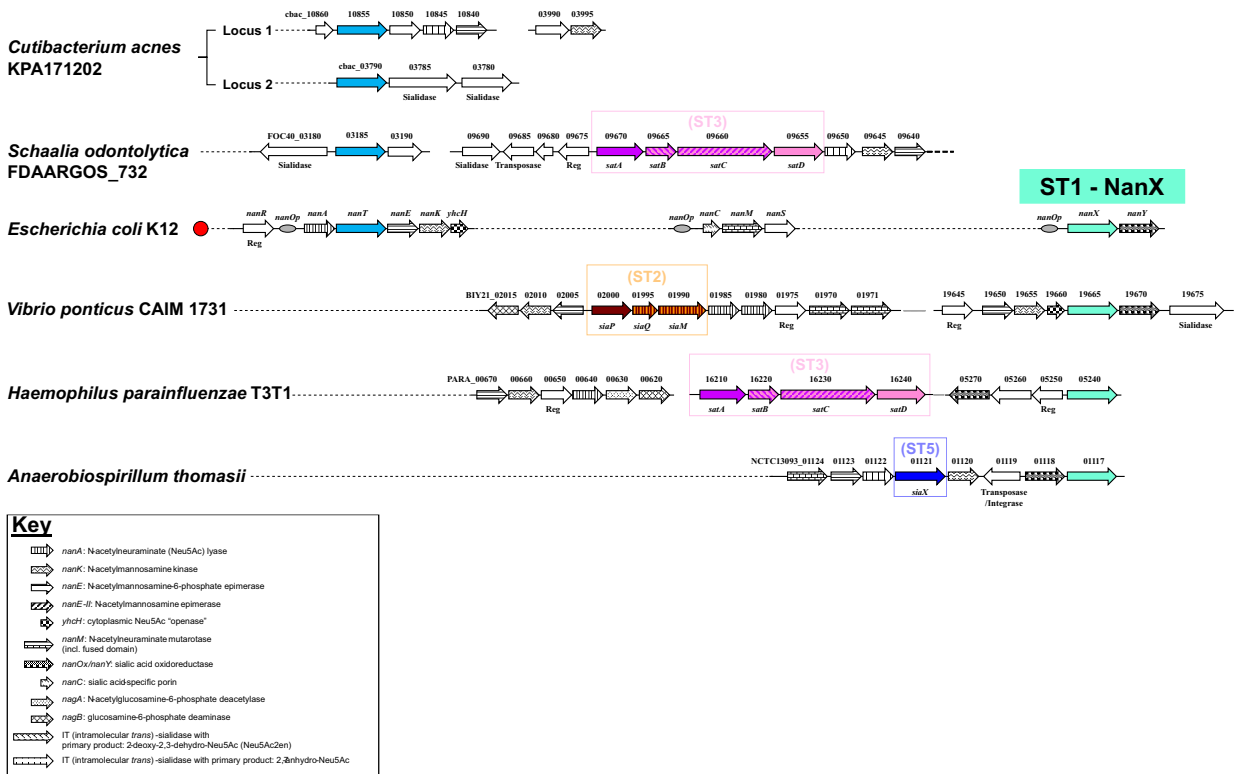 cbac_10860 10855 10850 10845 10840 03990 03995
Cutibacterium acnes
KPA171202
Locus 1
cbac_03790 03785 03780
Locus 2
Sialidase Sialidase
(ST3)
FOC40_03180 03185 03190 09690 09685 09680 09675 09670 09665 09660 09655 09650 09645 09640
Schaalia odontolytica
FDAARGOS_732
Sialidase Sialidase Transposase Reg satA satB satC satD
ST1 - NanX
nanR nanOp nanA nanT nanE nanK yhcH nanOp nanC nanM nanS nanOp nanX nanY
Escherichia coli K12
Reg
(ST2)
BIY21_02015 02010 02005 02000 01995 01990 01985 01980 01975 01970 01971 19645 19650 19655 19660 19665 19670 19675
Vibrio ponticus CAIM 1731
siaP siaQ siaM Reg Reg Sialidase
(ST3)
PARA_00670 00660 00650 00640 00630 00620 16210 16220 16230 16240 05270 05260 05250 05240
Haemophilus parainfluenzae T3T1
Reg satA satB satC satD Reg
(ST5)
NCTC13093_01124 01123 01122 01121 01120 01119 01118 01117
Anaerobiospirillum thomasii
siaX Transposase
/Integrase
Key
nanA: N-acetylneuraminate (Neu5Ac) lyase
nanK: N-acetylmannosamine kinase
nanE: N-acetylmannosamine-6-phosphate epimerase
nanE-II: N-acetylmannosamine epimerase
yhcH: cytoplasmic Neu5Ac “openase”
nanM: N-acetylneuraminate mutarotase
(incl. fused domain)
nanOx/nanY: sialic acid oxidoreductase
nanC: sialic acid-specific porin
nagA: N-acetylglucosamine-6-phosphate deacetylase
nagB: glucosamine-6-phosphate deaminase
IT (intramolecular trans) -sialidase with
primary product: 2-deoxy-2,3-dehydro-Neu5Ac (Neu5Ac2en)
IT (intramolecular trans) -sialidase with primary product: 2,7-anhydro-Neu5Ac